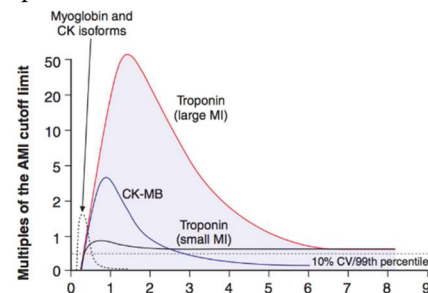 Myoglobin and
CK isoforms
Multiples of the AMI cutoff limit
50
20
10
5
2
1
0
Troponin
(large MI)
CK-MB
Troponin
(small MI)
10% CV/99th percentile
0 1 2 3 4 5 6 7 8 9